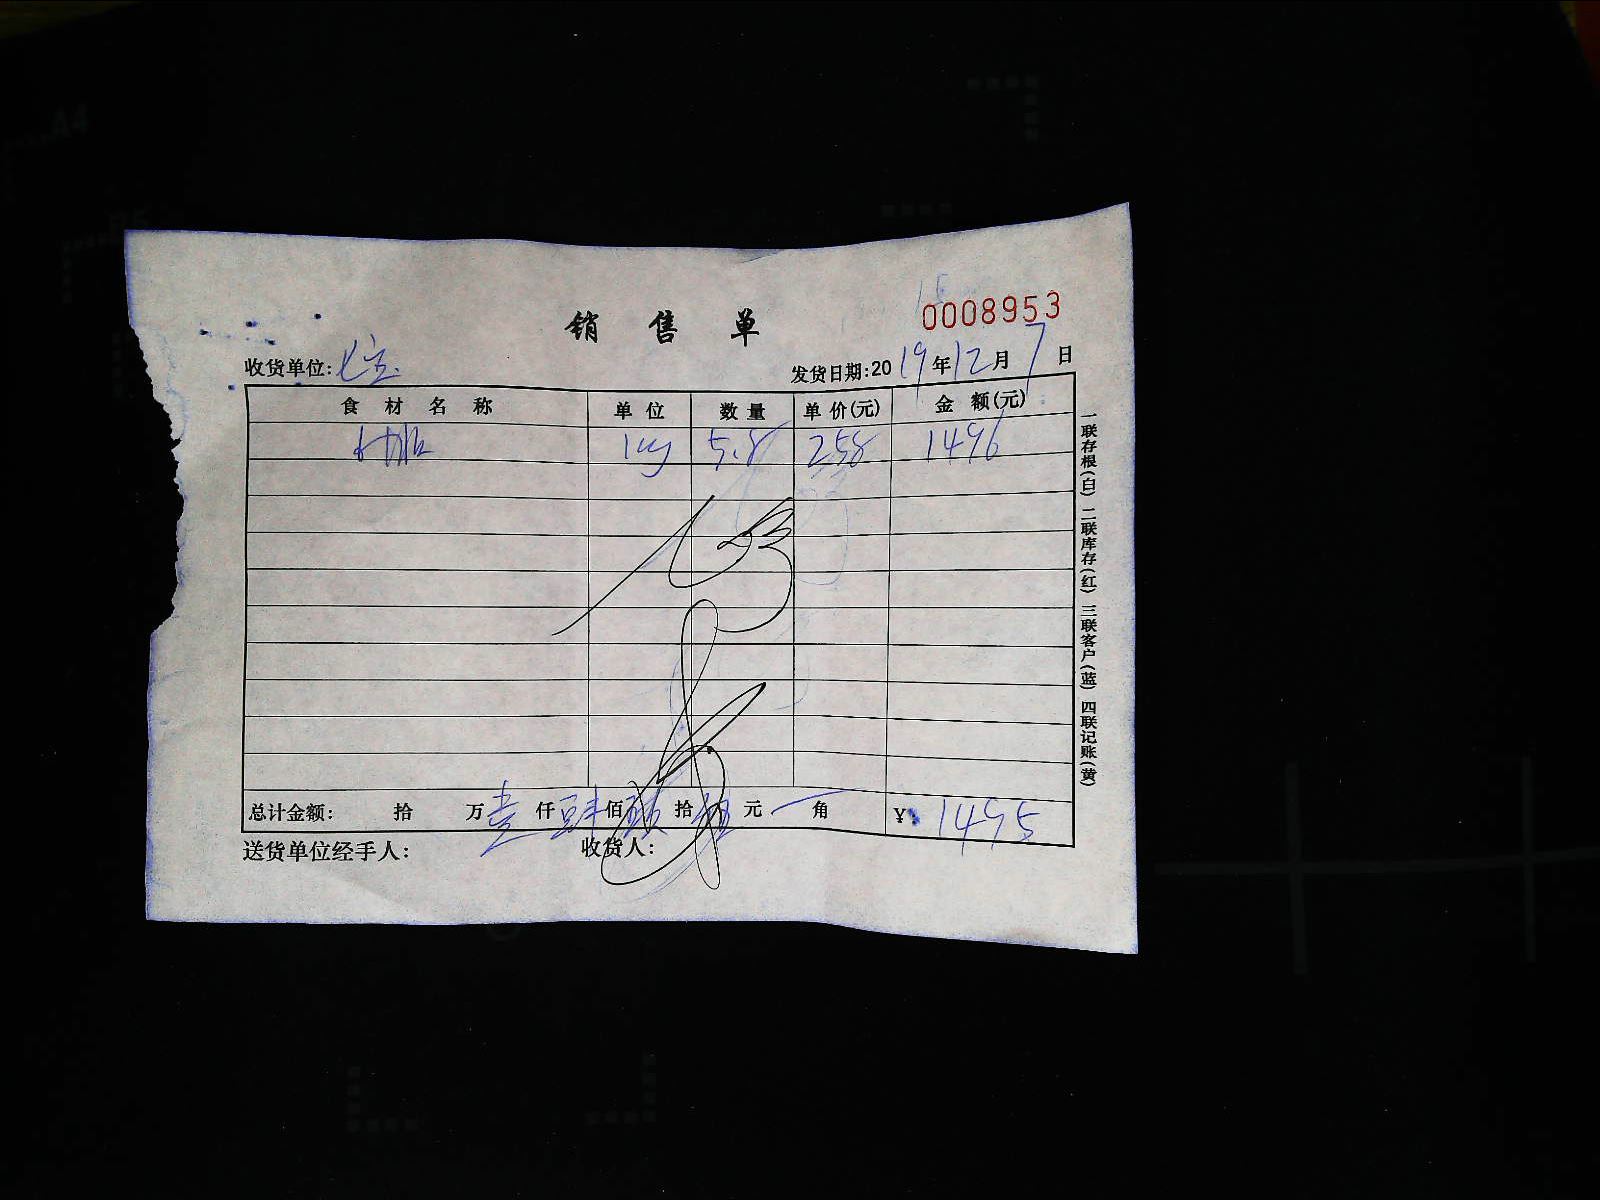 0008953
销售单
收货单位:七宝
发货日期:2019年12月7日
食材名称 单位 数量 单价(元) 金额(元)
kg 5.8 258 1496
总计金额: 拾 万壹仟肆佰玖拾伍元 角 ¥1495
送货单位经手人: 收货人:
一联存根(白)二联库存(红)三联客户(蓝)四联记账(黄)